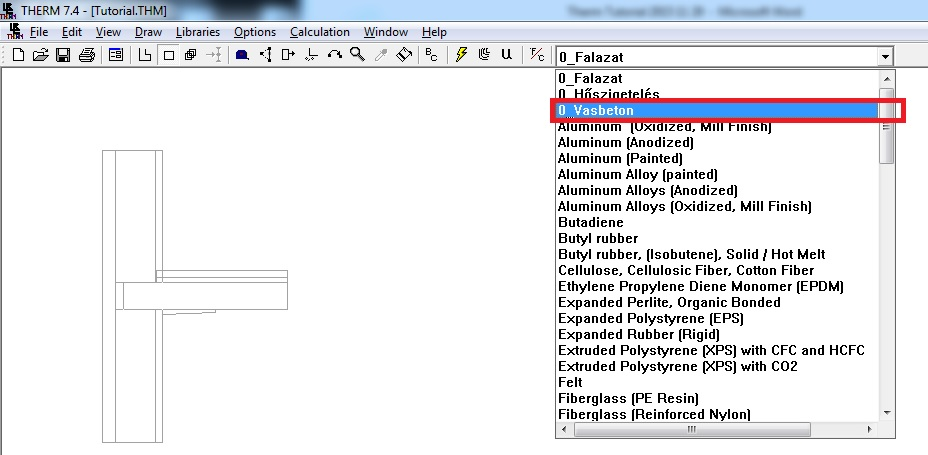 THERM 7.4 - [Tutorial.THM]
Therm Tutorial 2013.11.28 - Microsoft Word
File Edit View Draw Libraries Options Calculation Window Help
0_Falazat
0_Falazat
0_Hőszigetelés
0_Vasbeton
Aluminum (Oxidized, Mill Finish)
Aluminum (Anodized)
Aluminum (Painted)
Aluminum Alloy (painted)
Aluminum Alloys (Anodized)
Aluminum Alloys (Oxidized, Mill Finish)
Butadiene
Butyl rubber
Butyl rubber, (Isobutene), Solid / Hot Melt
Cellulose, Cellulosic Fiber, Cotton Fiber
Ethylene Propylene Diene Monomer (EPDM)
Expanded Perlite, Organic Bonded
Expanded Polystyrene (EPS)
Expanded Rubber (Rigid)
Extruded Polystyrene (XPS) with CFC and HCFC
Extruded Polystyrene (XPS) with CO2
Felt
Fiberglass (PE Resin)
Fiberglass (Reinforced Nylon)